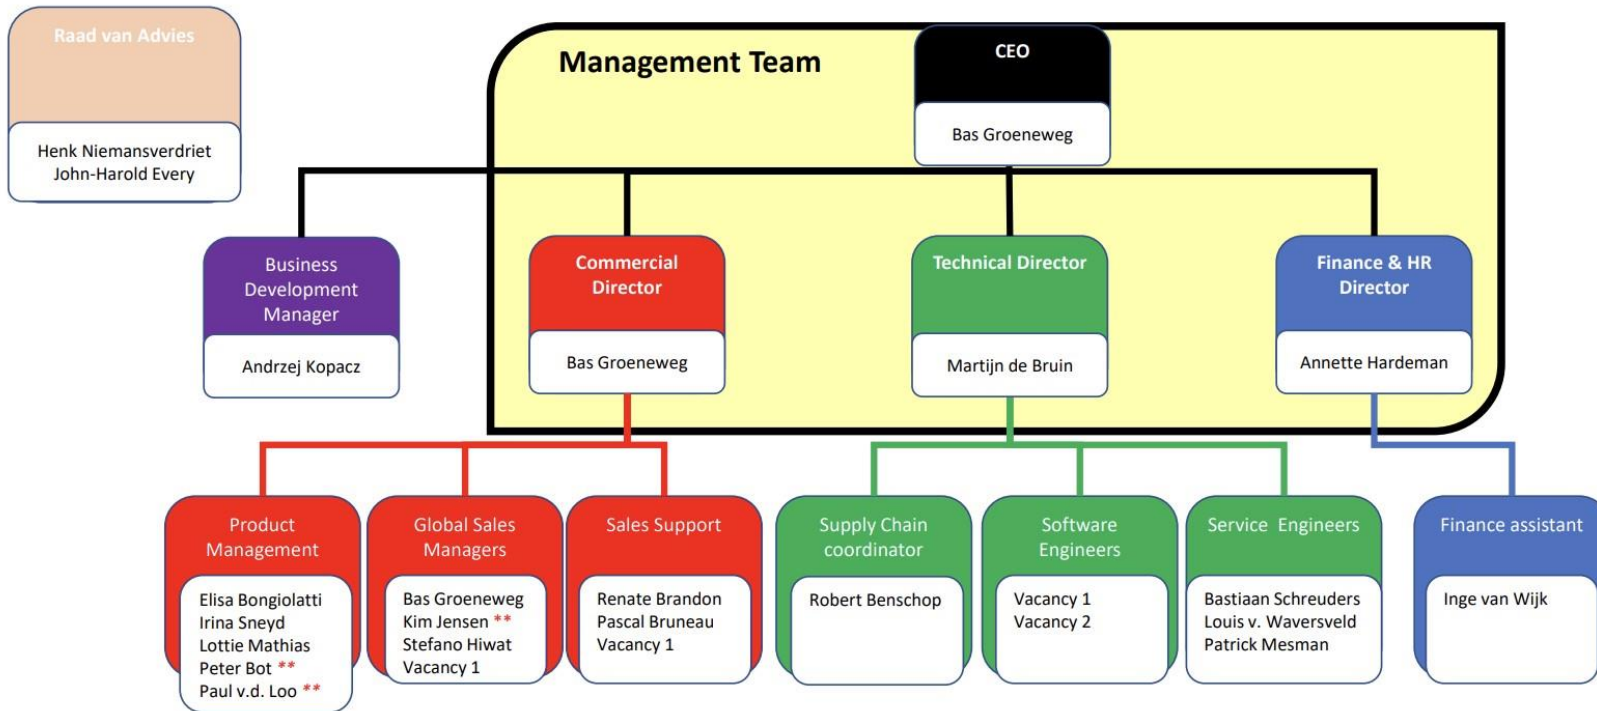 Raad van Advies
Henk Niemansverdriet
John-Harold Every
Management Team
CEO
Bas Groeneweg
Business
Development
Manager
Andrzej Kopacz
Commercial
Director
Bas Groeneweg
Technical Director
Martijn de Bruin
Finance & HR
Director
Annette Hardeman
Product
Management
Elisa Bongiolatti
Irina Sneyd
Lottie Mathias
Peter Bot **
Paul v.d. Loo **
Global Sales
Managers
Bas Groeneweg
Kim Jensen **
Stefano Hiwat
Vacancy 1
Sales Support
Renate Brandon
Pascal Bruneau
Vacancy 1
Supply Chain
coordinator
Robert Benschop
Software
Engineers
Vacancy 1
Vacancy 2
Service Engineers
Bastiaan Schreuders
Louis v. Waversveld
Patrick Mesman
Finance assistant
Inge van Wijk